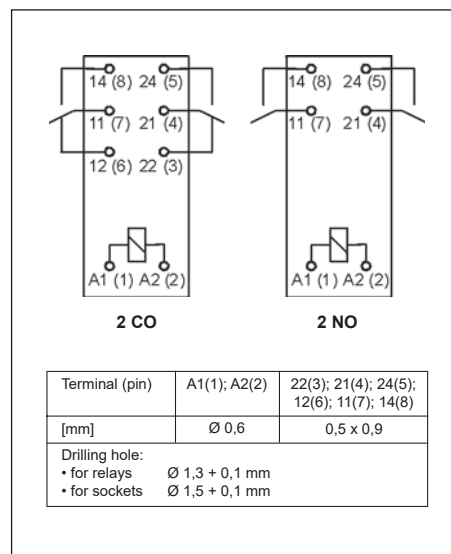 14 (8) 24 (5)
11 (7) 21 (4)
12 (6) 22 (3)
A1 (1) A2 (2)
2 CO
14 (8) 24 (5)
11 (7) 21 (4)
A1 (1) A2 (2)
2 NO
Terminal (pin) A1(1); A2(2) 22(3); 21(4); 24(5);
12(6); 11(7); 14(8)
[mm] Ø 0,6 0,5 x 0,9
Drilling hole:
• for relays Ø 1,3 + 0,1 mm
• for sockets Ø 1,5 + 0,1 mm